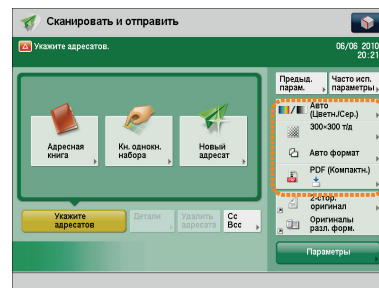 Сканировать и отправить
Укажите адресатов.
06/06 2010
20:21
Предыд. парам.
Часто исп. параметры
Авто (Цветн./Сер.)
300×300 т/д
Авто формат
PDF (Компактн.)
2-стор. оригинал
Оригиналы разл. форм.
Адресная книга
Кн. однокн. набора
Новый адресат
Укажите адресатов
Детали
Удалить адресата
Cc
Bcc
Параметры